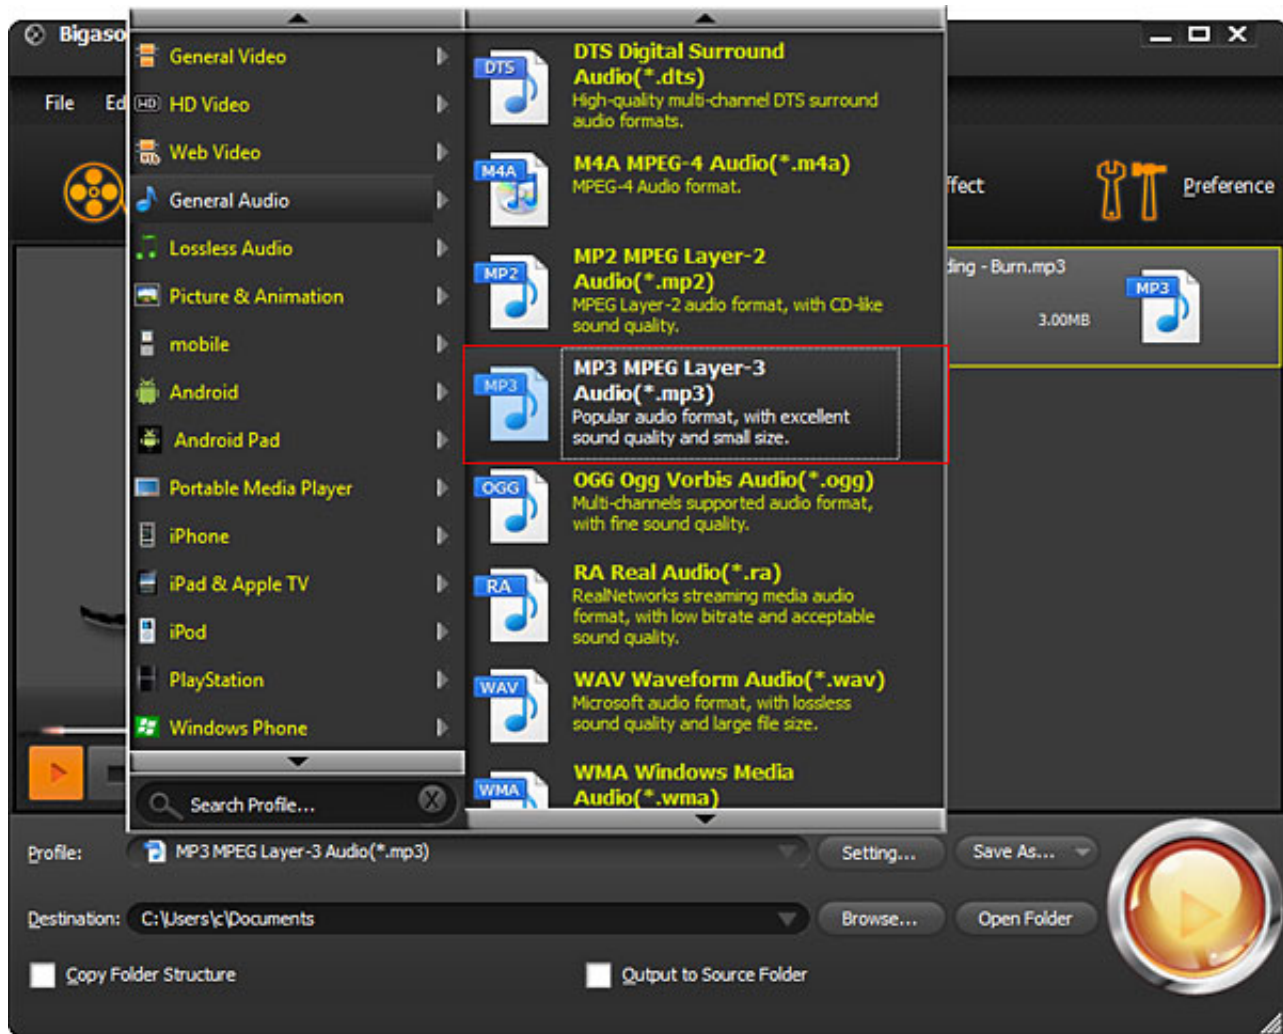 Bigaso
File Ed
ffect
Preference
General Video
HD HD Video
Web Video
General Audio
Lossless Audio
Picture & Animation
mobile
Android
Android Pad
Portable Media Player
iPhone
iPad & Apple TV
iPod
PlayStation
Windows Phone
Search Profile...
DTS
DTS Digital Surround
Audio(*.dts)
High-quality multi-channel DTS surround
audio formats.
M4A
M4A MPEG-4 Audio(*.m4a)
MPEG-4 Audio format.
MP2
MP2 MPEG Layer-2
Audio(*.mp2)
MPEG Layer-2 audio format, with CD-like
sound quality.
MP3
MP3 MPEG Layer-3
Audio(*.mp3)
Popular audio format, with excellent
sound quality and small size.
OGG
OGG Ogg Vorbis Audio(*.ogg)
Multi-channels supported audio format,
with fine sound quality.
RA
RA Real Audio(*.ra)
RealNetworks streaming media audio
format, with low bitrate and acceptable
sound quality.
WAV
WAV Waveform Audio(*.wav)
Microsoft audio format, with lossless
sound quality and large file size.
WMA
WMA Windows Media
Audio(*.wma)
ding - Burn.mp3
3.00MB
MP3
Profile: MP3 MPEG Layer-3 Audio(*.mp3) Setting... Save As...
Destination: C:\Users\c\Documents Browse... Open Folder
Copy Folder Structure Output to Source Folder